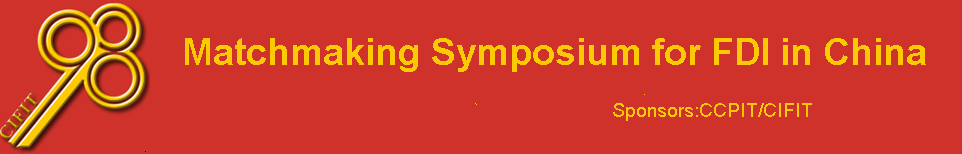 98
CIFIT
Matchmaking Symposium for FDI in China
Sponsors:CCPIT/CIFIT